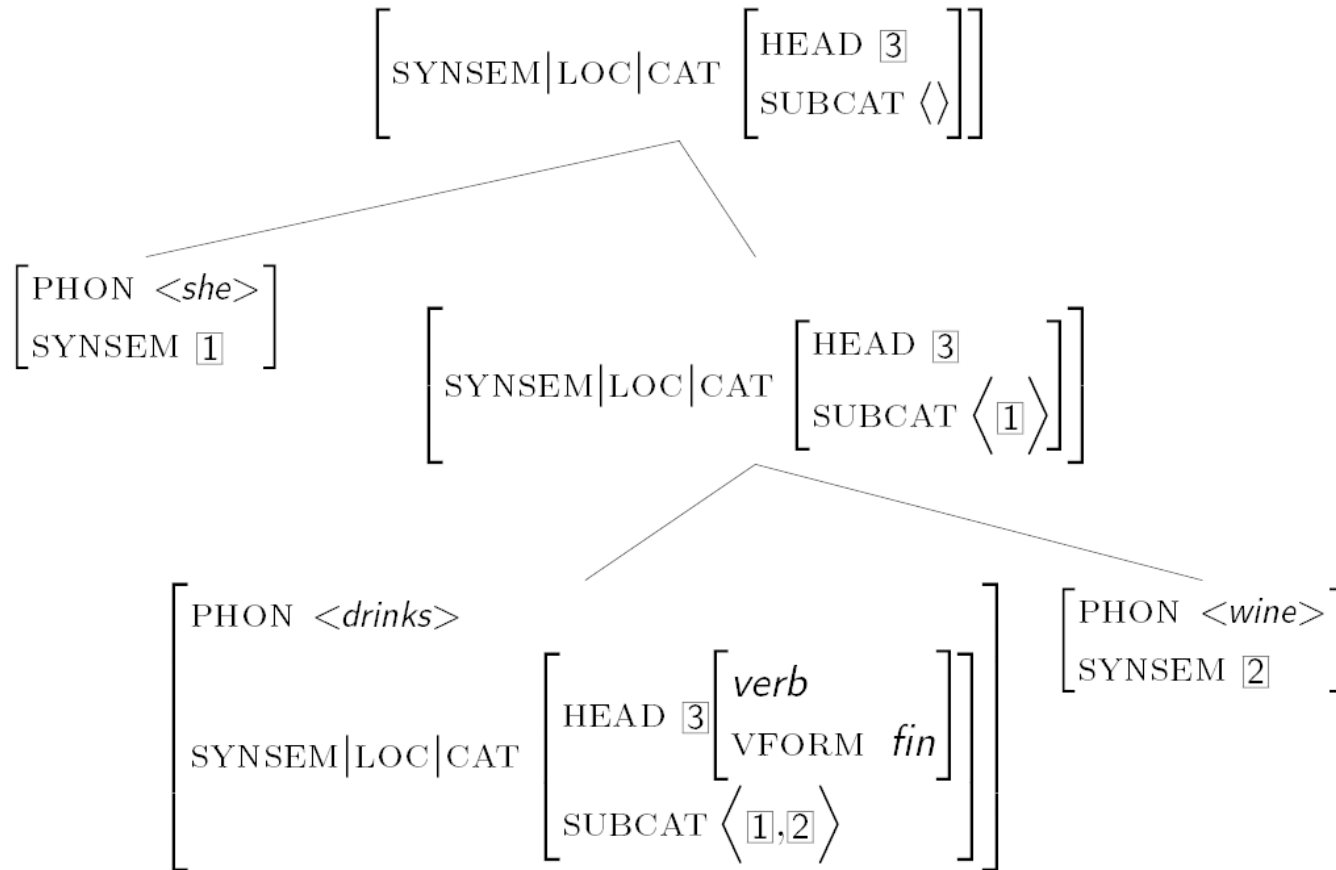 HEAD 3
SYNSEM|LOC|CAT
SUBCAT ⟨⟩
PHON <she>
SYNSEM 1
HEAD 3
SYNSEM|LOC|CAT
SUBCAT ⟨1⟩
PHON <drinks>
verb
HEAD 3
VFORM fin
SYNSEM|LOC|CAT
SUBCAT ⟨1,2⟩
PHON <wine>
SYNSEM 2